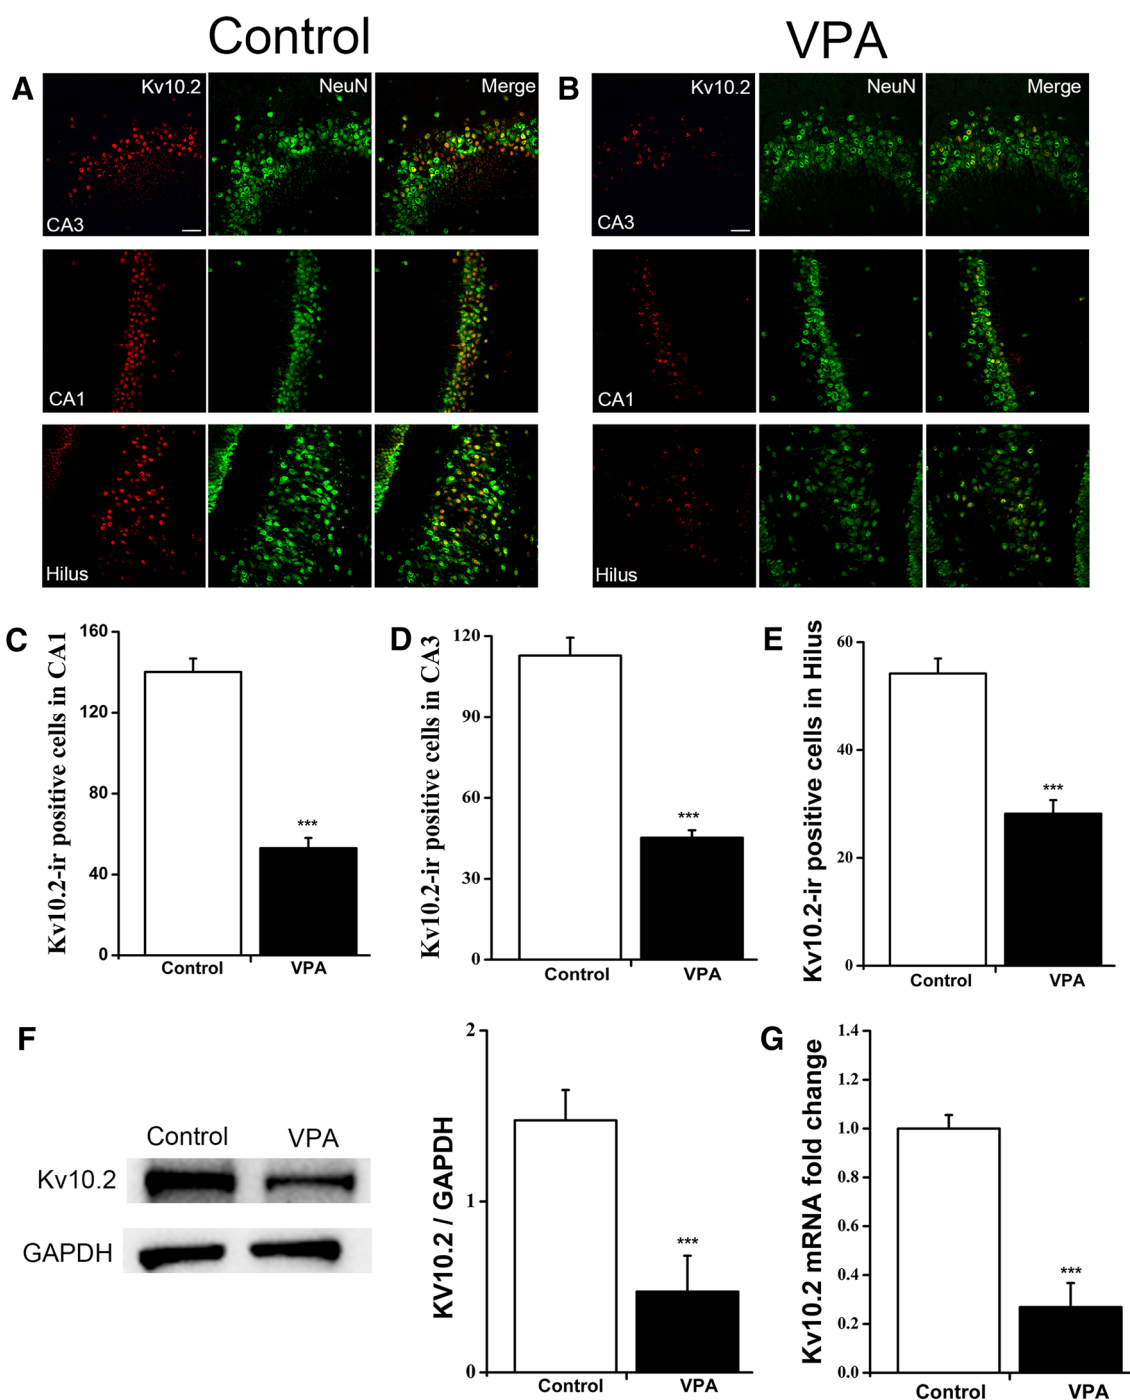 Control VPA
A Kv10.2 NeuN Merge B Kv10.2 NeuN Merge
CA3 CA3
CA1 CA1
Hilus Hilus
C
Kv10.2-ir positive cells in CA1
160
120
80
40
0
***
Control VPA
D
Kv10.2-ir positive cells in CA3
120
90
60
30
0
***
Control VPA
E
Kv10.2-ir positive cells in Hilus
60
40
20
0
***
Control VPA
F
Control VPA
Kv10.2
GAPDH
KV10.2 / GAPDH
2
1
0
***
Control VPA
G
Kv10.2 mRNA fold change
1.4
1.2
1.0
0.8
0.6
0.4
0.2
0.0
***
Control VPA